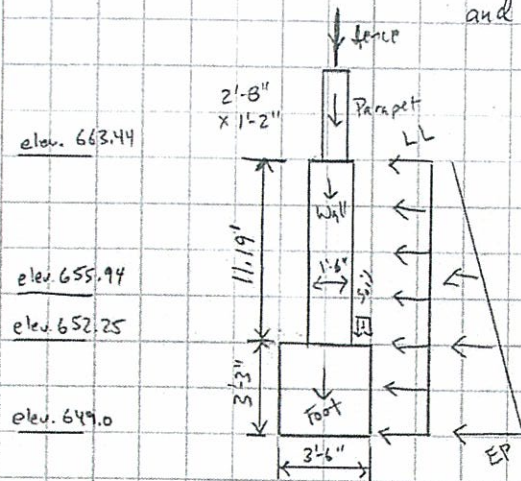 and
fence
2'-8"
x 1'-2"
Parapet
elev. 663.44
LL
Wall
11.19'
1'-6"
Soil
elev. 655.94
elev. 652.25
3'-3"
Foot
elev. 649.0
3'-6"
EP